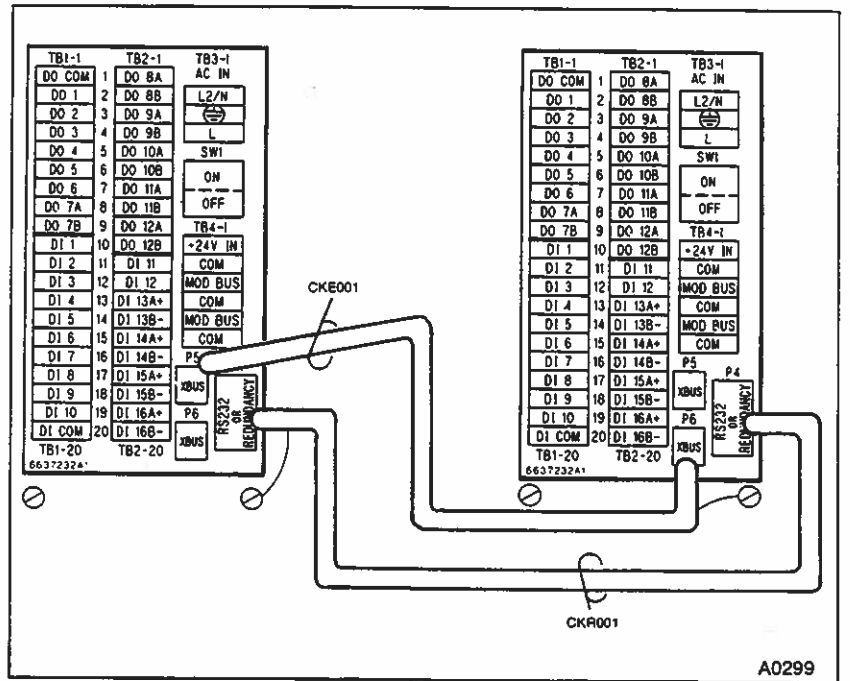 TB1-1 TB2-1 TB3-1
AC IN
DO COM 1 DO 8A
DO 1 2 DO 8B L2/N
DO 2 3 DO 9A
DO 3 4 DO 9B L
DO 4 5 DO 10A SW1
DO 5 6 DO 10B ON
DO 6 7 DO 11A
DO 7A 8 DO 11B OFF
DO 7B 9 DO 12A TB4-1
DI 1 10 DO 12B +24V IN
DI 2 11 DI 11 COM
DI 3 12 DI 12 MOD BUS
DI 4 13 DI 13A+ COM
DI 5 14 DI 13B- MOD BUS
DI 6 15 DI 14A+ COM
DI 7 16 DI 14B- P5
DI 8 17 DI 15A+ XBUS
DI 9 18 DI 15B-
DI 10 19 DI 16A+ P6
DI COM 20 DI 16B- XBUS
RS232
OR
REDUNDANCY
TB1-20 TB2-20
6637232A1
CKE001
TB1-1 TB2-1 TB3-1
AC IN
DO COM 1 DO 8A
DO 1 2 DO 8B L2/N
DO 2 3 DO 9A
DO 3 4 DO 9B L
DO 4 5 DO 10A SW1
DO 5 6 DO 10B ON
DO 6 7 DO 11A
DO 7A 8 DO 11B OFF
DO 7B 9 DO 12A TB4-1
DI 1 10 DO 12B +24V IN
DI 2 11 DI 11 COM
DI 3 12 DI 12 MOD BUS
DI 4 13 DI 13A+ COM
DI 5 14 DI 13B- MOD BUS
DI 6 15 DI 14A+ COM
DI 7 16 DI 14B- P5 P4
DI 8 17 DI 15A+ XBUS
DI 9 18 DI 15B-
DI 10 19 DI 16A+ P6
DI COM 20 DI 16B- XBUS
RS232
OR
REDUNDANCY
TB1-20 TB2-20
6637232A1
CKR001
A0299